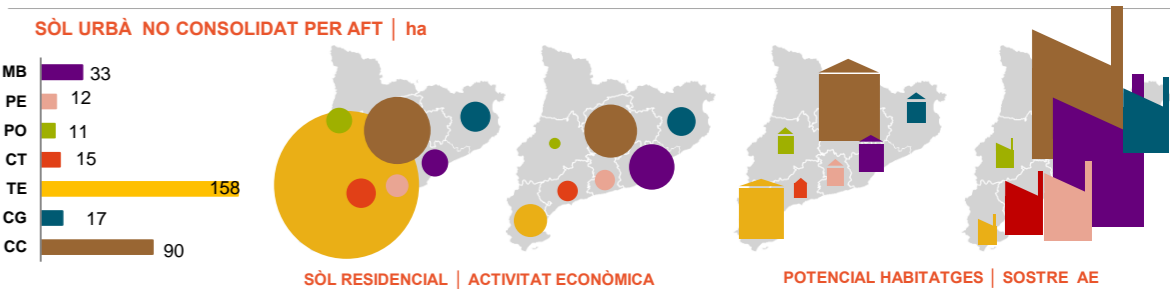 SÒL URBÀ NO CONSOLIDAT PER AFT | ha
MB 33
PE 12
PO 11
CT 15
TE 158
CG 17
CC 90
SÒL RESIDENCIAL | ACTIVITAT ECONÒMICA
POTENCIAL HABITATGES | SOSTRE AE